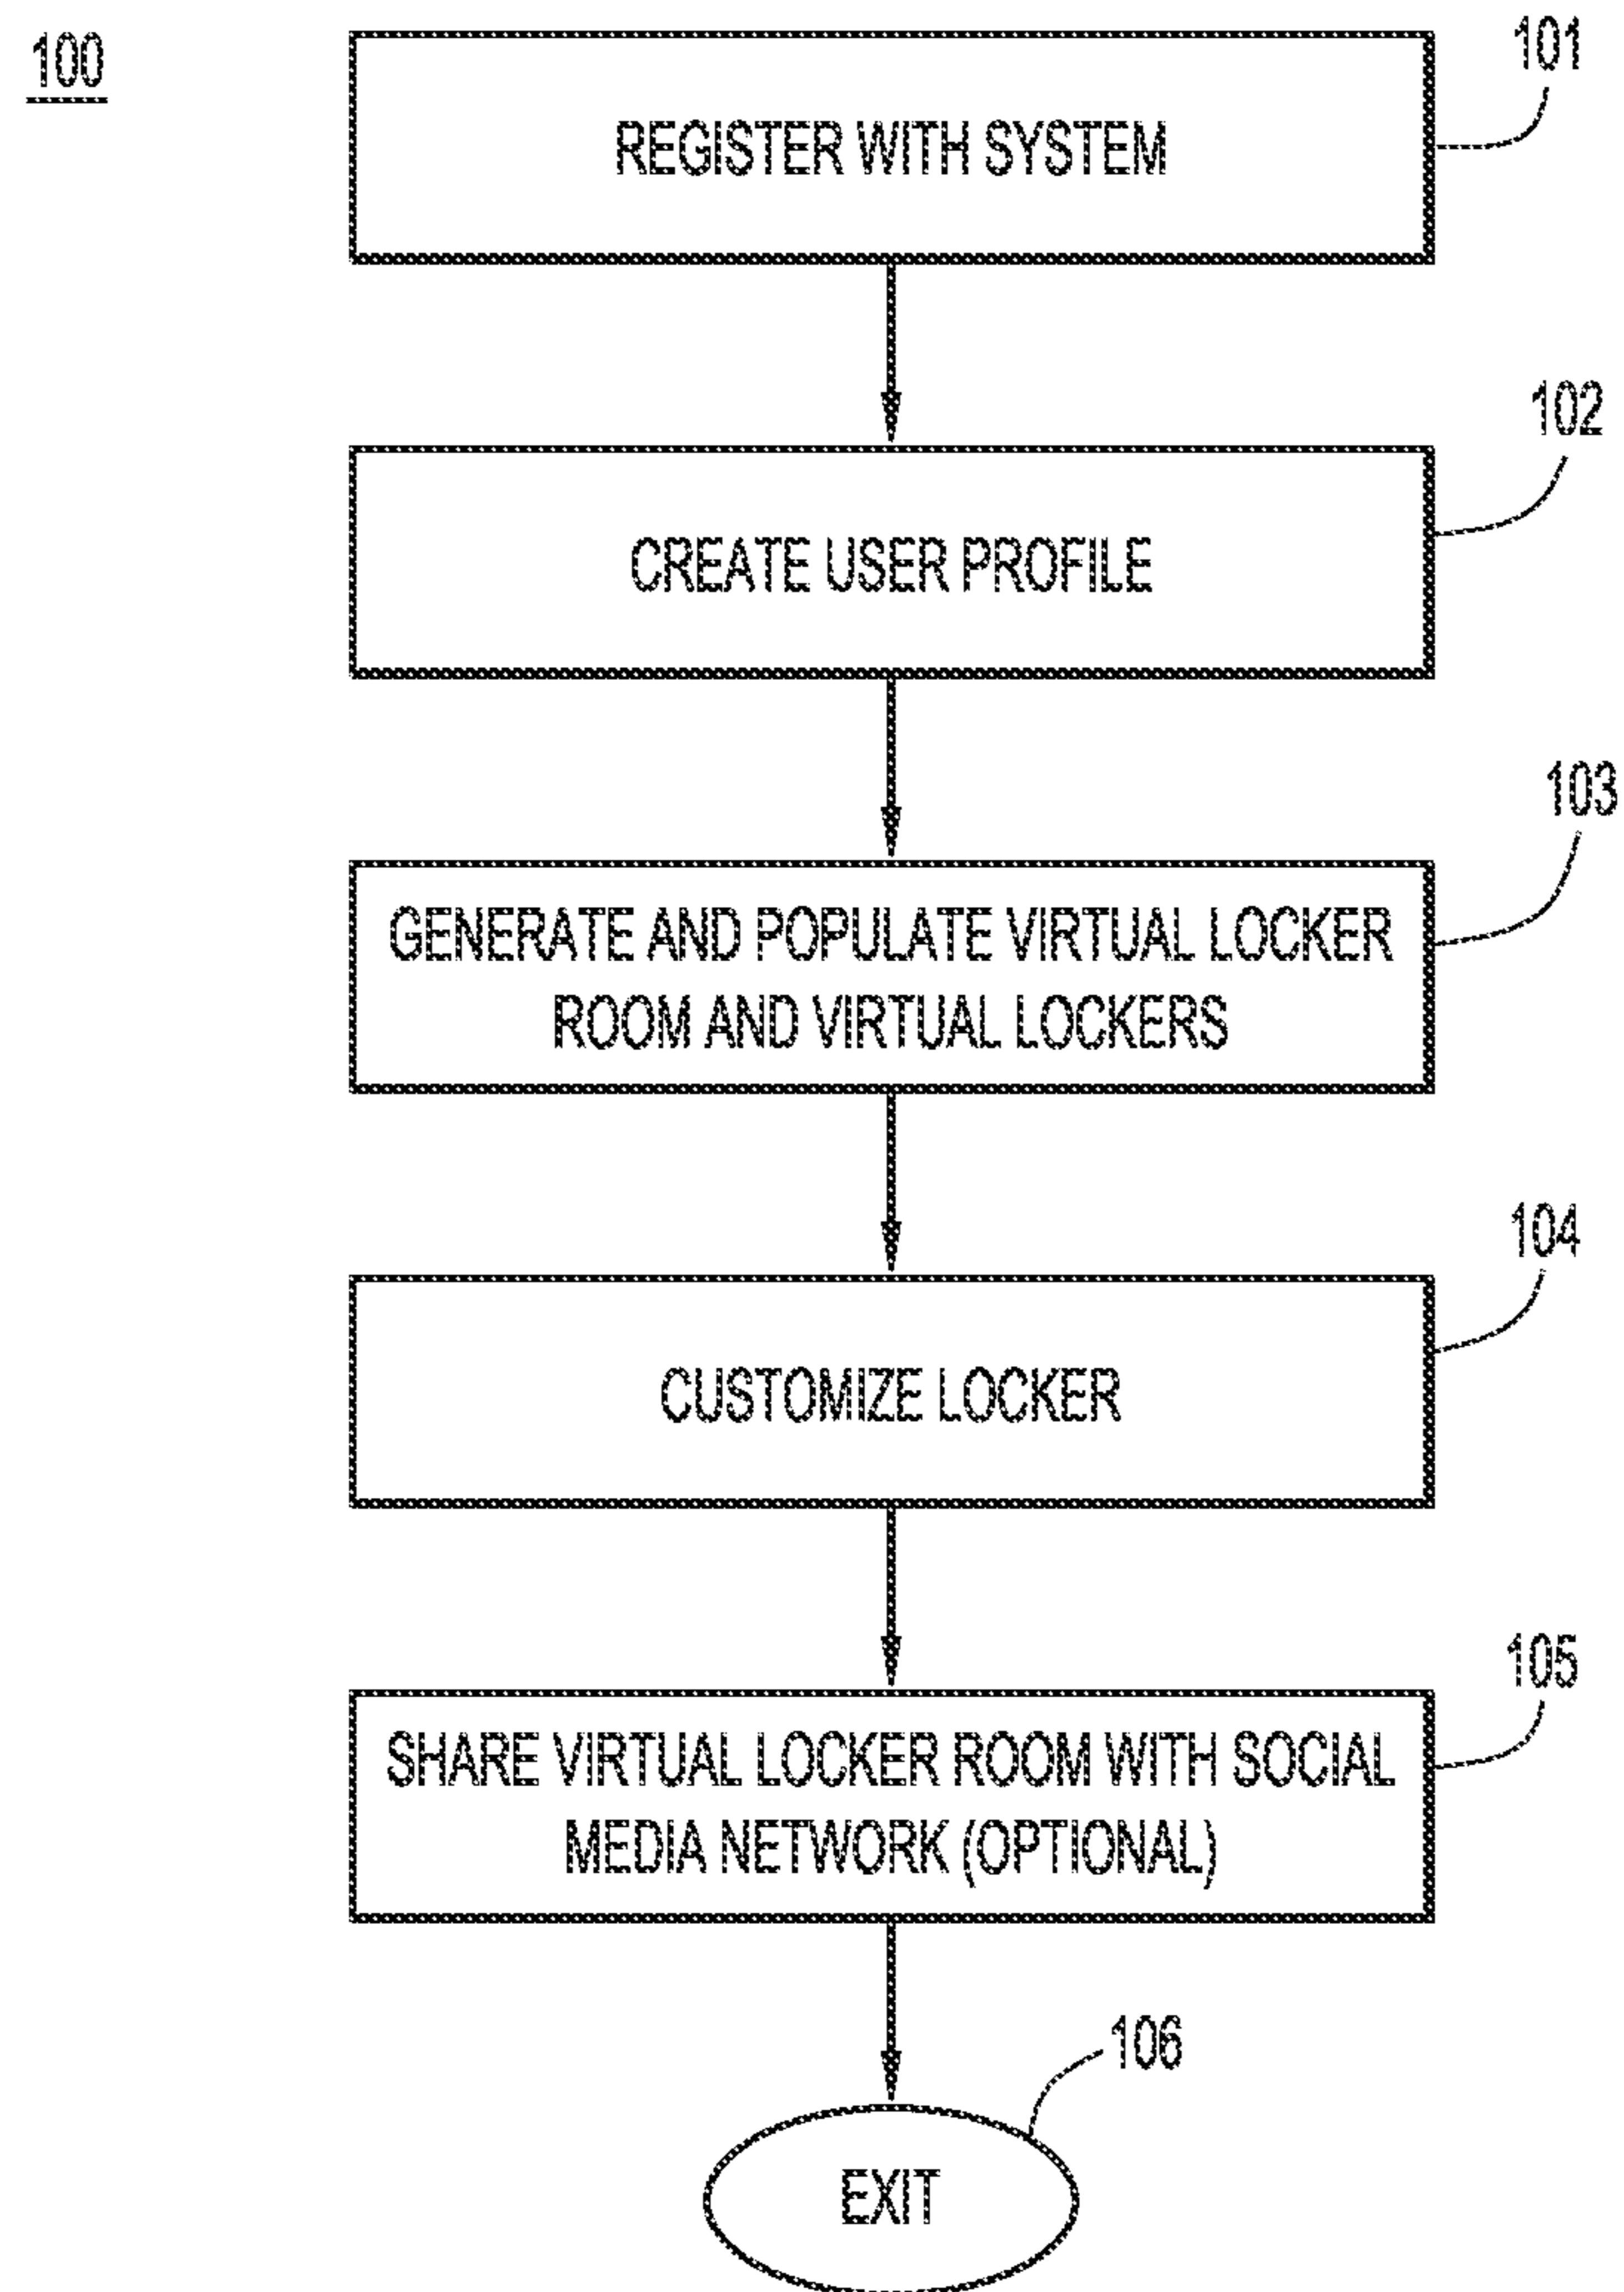 100
101
REGISTER WITH SYSTEM
102
CREATE USER PROFILE
103
GENERATE AND POPULATE VIRTUAL LOCKER
ROOM AND VIRTUAL LOCKERS
104
CUSTOMIZE LOCKER
105
SHARE VIRTUAL LOCKER ROOM WITH SOCIAL
MEDIA NETWORK (OPTIONAL)
106
EXIT